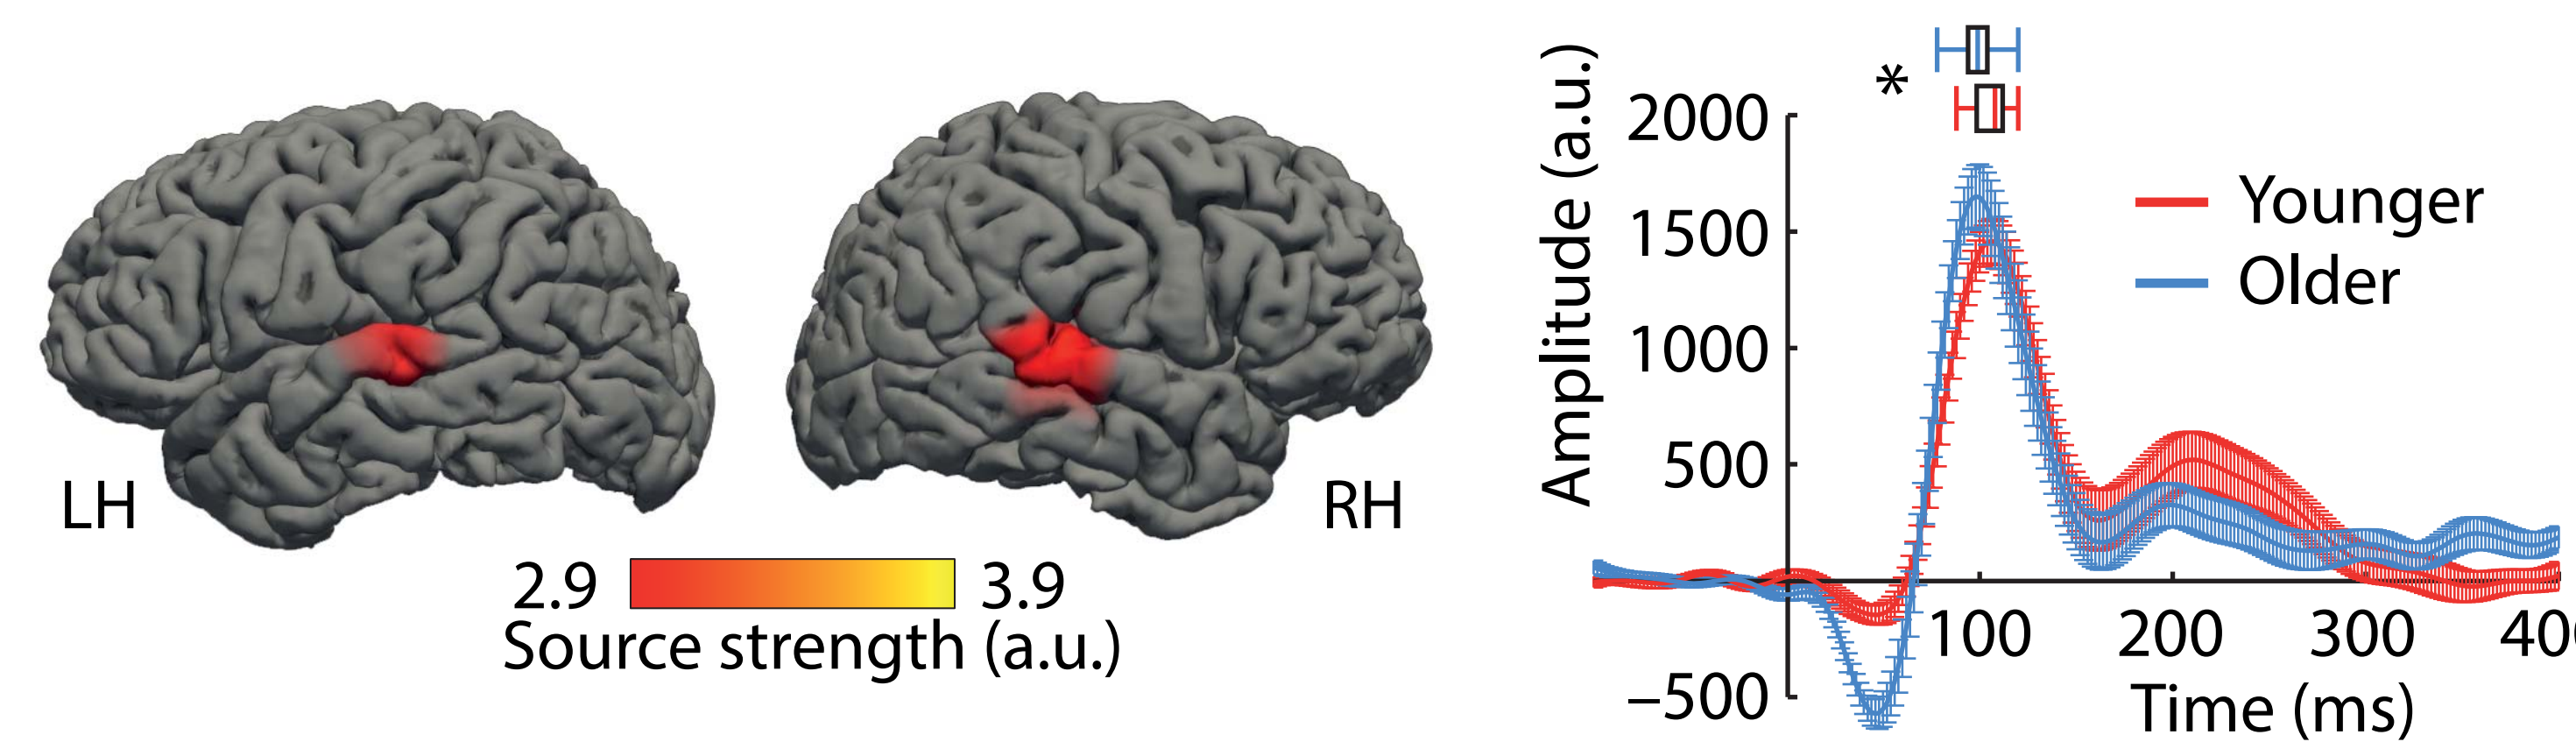 LH
RH
2.9
3.9
Source strength (a.u.)
*
Amplitude (a.u.)
2000
1500
1000
500
−500
100
200
300
Time (ms)
Younger
Older